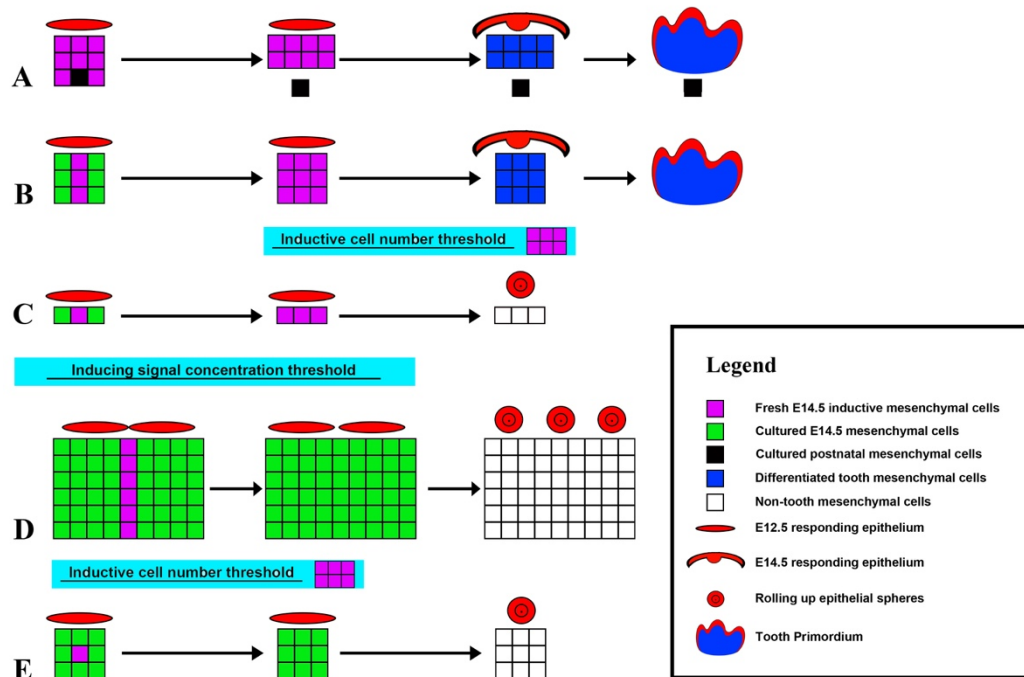 A
B
Inductive cell number threshold
C
Inducing signal concentration threshold
D
Inductive cell number threshold
E
Legend
Fresh E14.5 inductive mesenchymal cells
Cultured E14.5 mesenchymal cells
Cultured postnatal mesenchymal cells
Differentiated tooth mesenchymal cells
Non-tooth mesenchymal cells
E12.5 responding epithelium
E14.5 responding epithelium
Rolling up epithelial spheres
Tooth Primordium